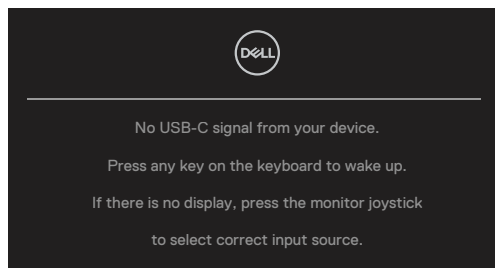 DELL
No USB-C signal from your device.
Press any key on the keyboard to wake up.
If there is no display, press the monitor joystick
to select correct input source.